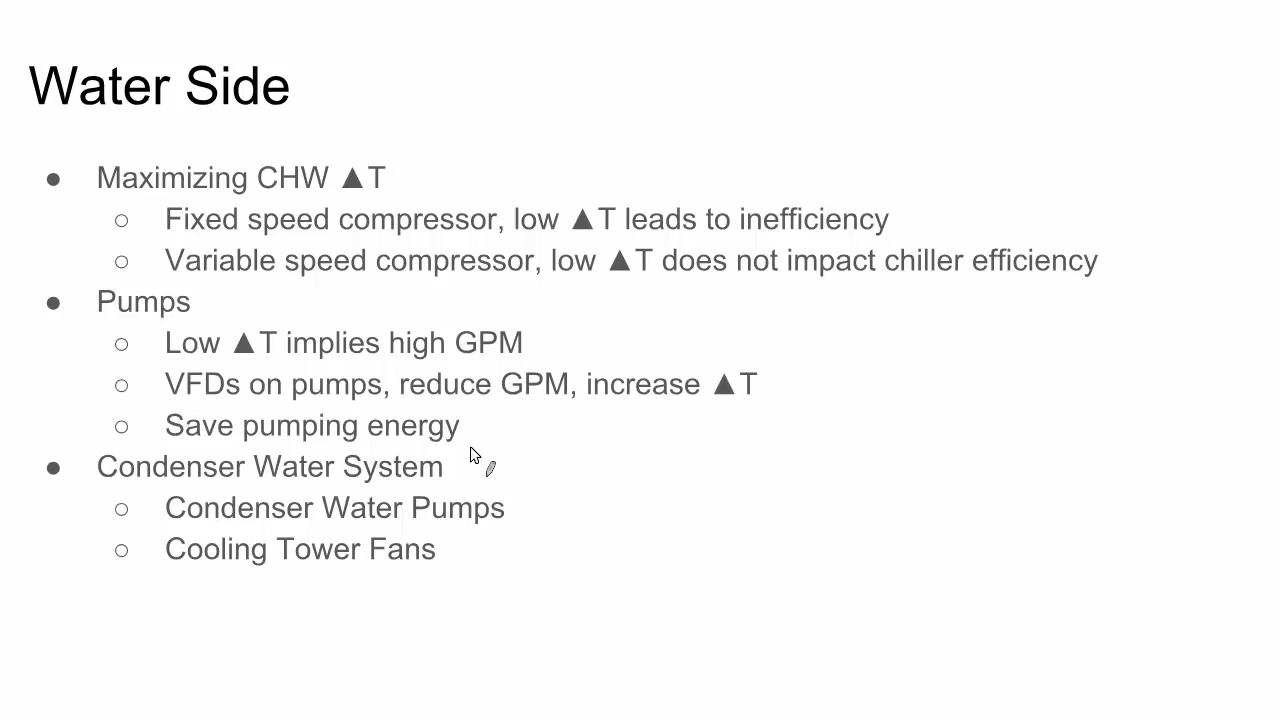 Water Side
● Maximizing CHW ▲T
○ Fixed speed compressor, low ▲T leads to inefficiency
○ Variable speed compressor, low ▲T does not impact chiller efficiency
● Pumps
○ Low ▲T implies high GPM
○ VFDs on pumps, reduce GPM, increase ▲T
○ Save pumping energy
● Condenser Water System
○ Condenser Water Pumps
○ Cooling Tower Fans